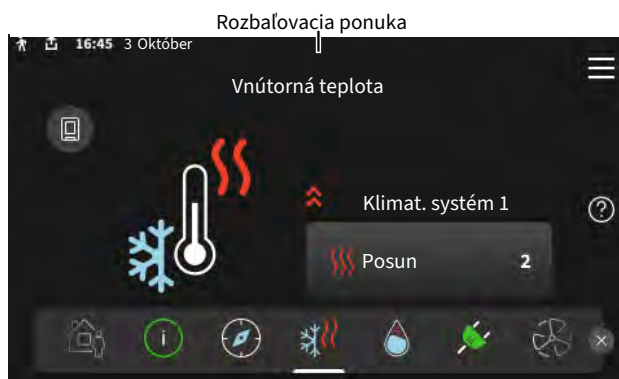 Rozbaľovacia ponuka
16:45 3 Október
Vnútorná teplota
Klimat. systém 1
Posun 2